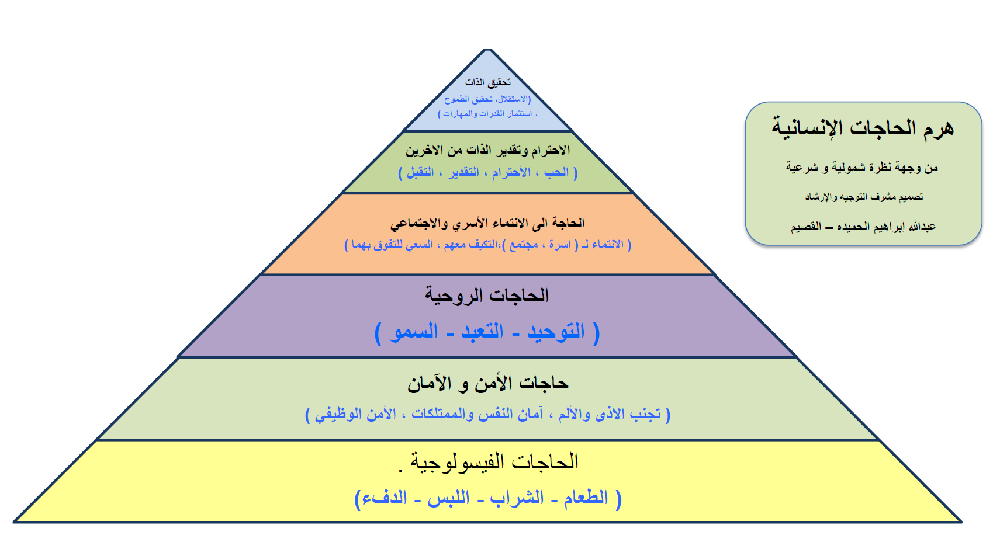 هرم الحاجات الإنسانية
من وجهة نظرة شمولية و شرعية
تصميم مشرف التوجيه والإرشاد
عبدالله إبراهيم الحميده – القصيم
تحقيق الذات
(الاستقلال، تحقيق الطموح
، استثمار القدرات والمهارات )
الاحترام وتقدير الذات من الاخرين
( الحب ، الأحترام ، التقدير ، التقبل )
الحاجة الى الانتماء الأسري والاجتماعي
( الانتماء لـ ( أسرة ، مجتمع )،التكيف معهم ، السعي للتفوق بهما )
الحاجات الروحية
( التوحيد - التعبد - السمو )
حاجات الأمن و الآمان
( تجنب الاذى والألم ، آمان النفس والممتلكات ، الأمن الوظيفي )
الحاجات الفيسولوجية .
( الطعام - الشراب - اللبس - الدفء)